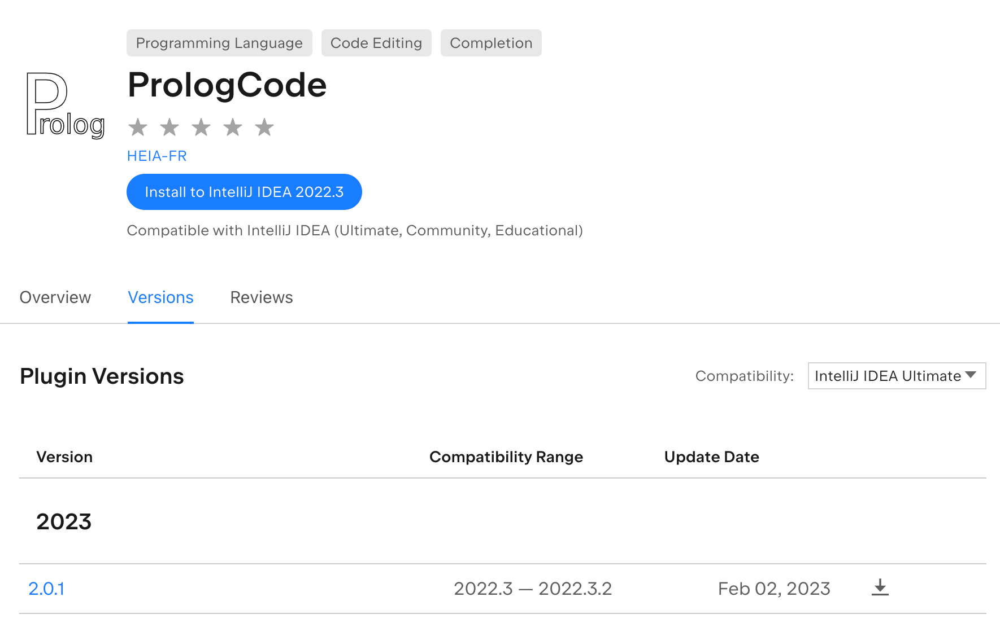 Programming Language Code Editing Completion
Prolog
PrologCode
HEIA-FR
Install to IntelliJ IDEA 2022.3
Compatible with IntelliJ IDEA (Ultimate, Community, Educational)
Overview Versions Reviews
Plugin Versions Compatibility: IntelliJ IDEA Ultimate
Version Compatibility Range Update Date
2023
2.0.1 2022.3 — 2022.3.2 Feb 02, 2023